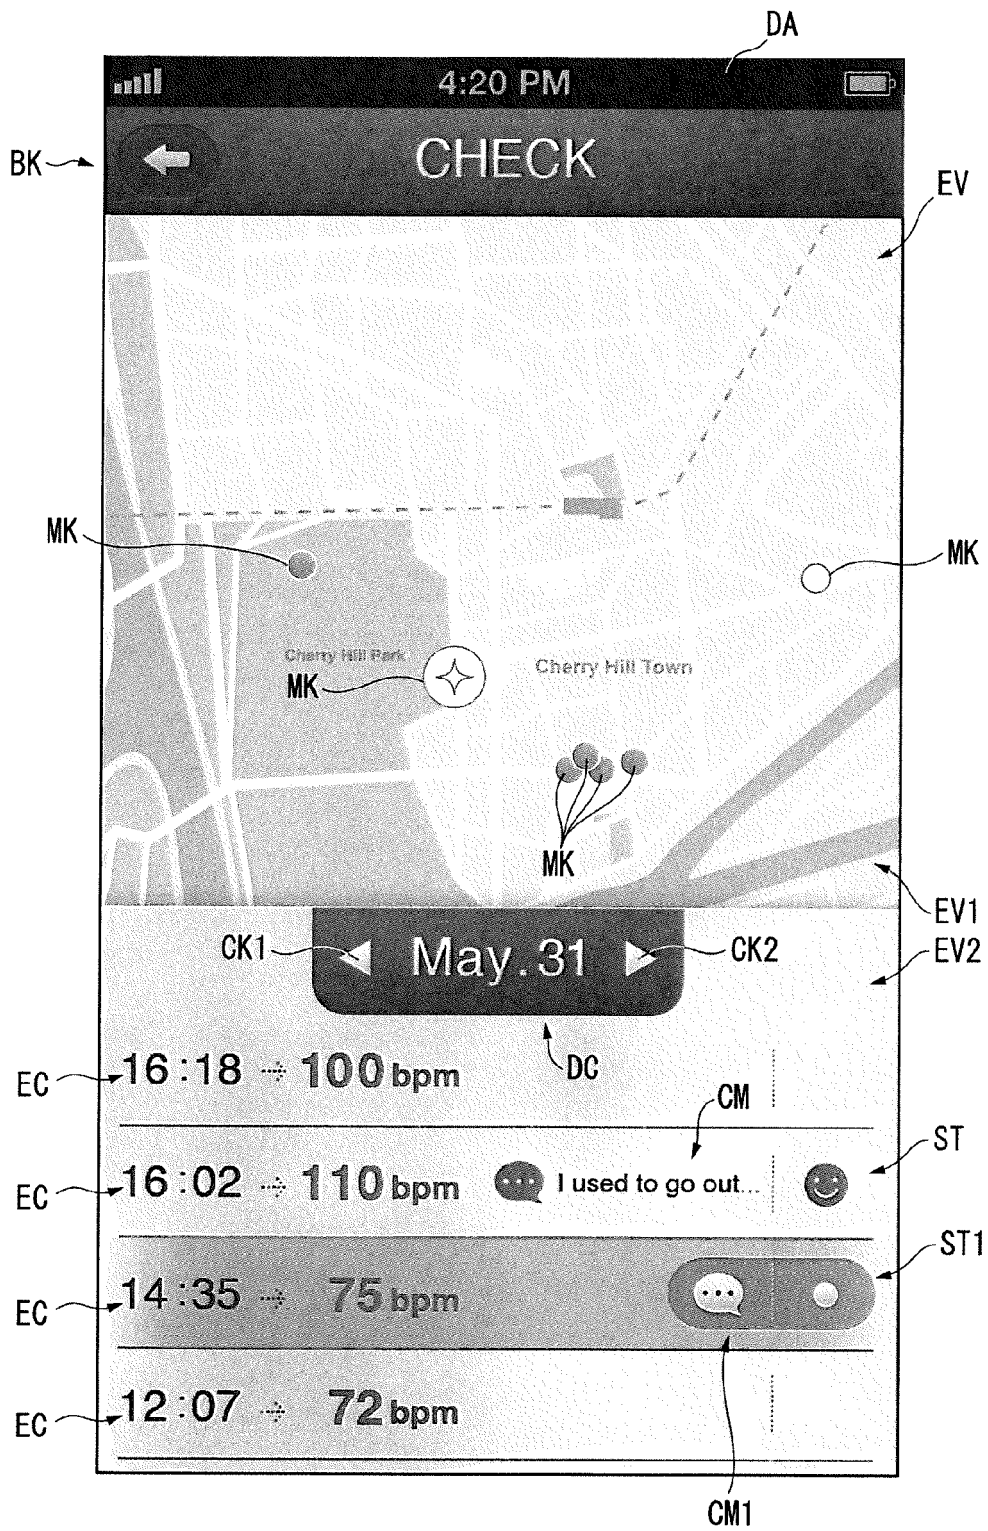 DA
4:20 PM
BK
CHECK
EV
MK
MK
Cherry Hill Park
Cherry Hill Town
MK
MK
EV1
CK1
May.31
CK2
EV2
DC
EC
16:18 100 bpm
CM
ST
EC
16:02 110 bpm I used to go out...
ST1
EC
14:35 75 bpm
EC
12:07 72 bpm
CM1